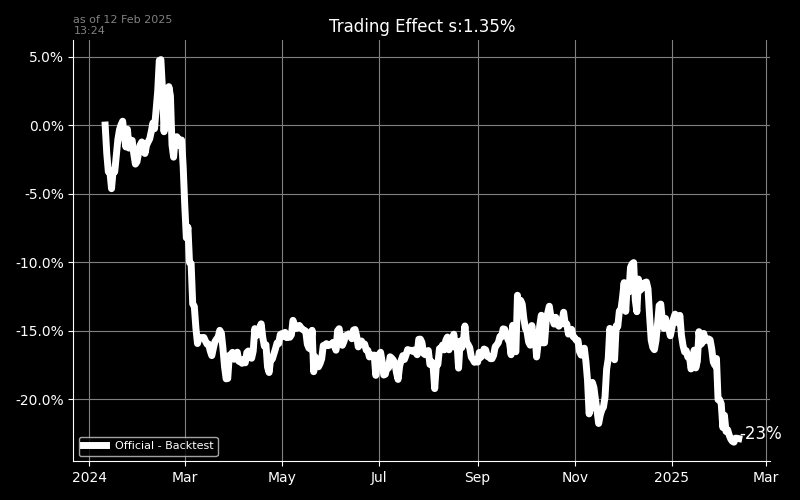 as of 12 Feb 2025
13:24
Trading Effect s:1.35%
5.0%
0.0%
-5.0%
-10.0%
-15.0%
-20.0%
-23%
Official - Backtest
2024 Mar May Jul Sep Nov 2025 Mar